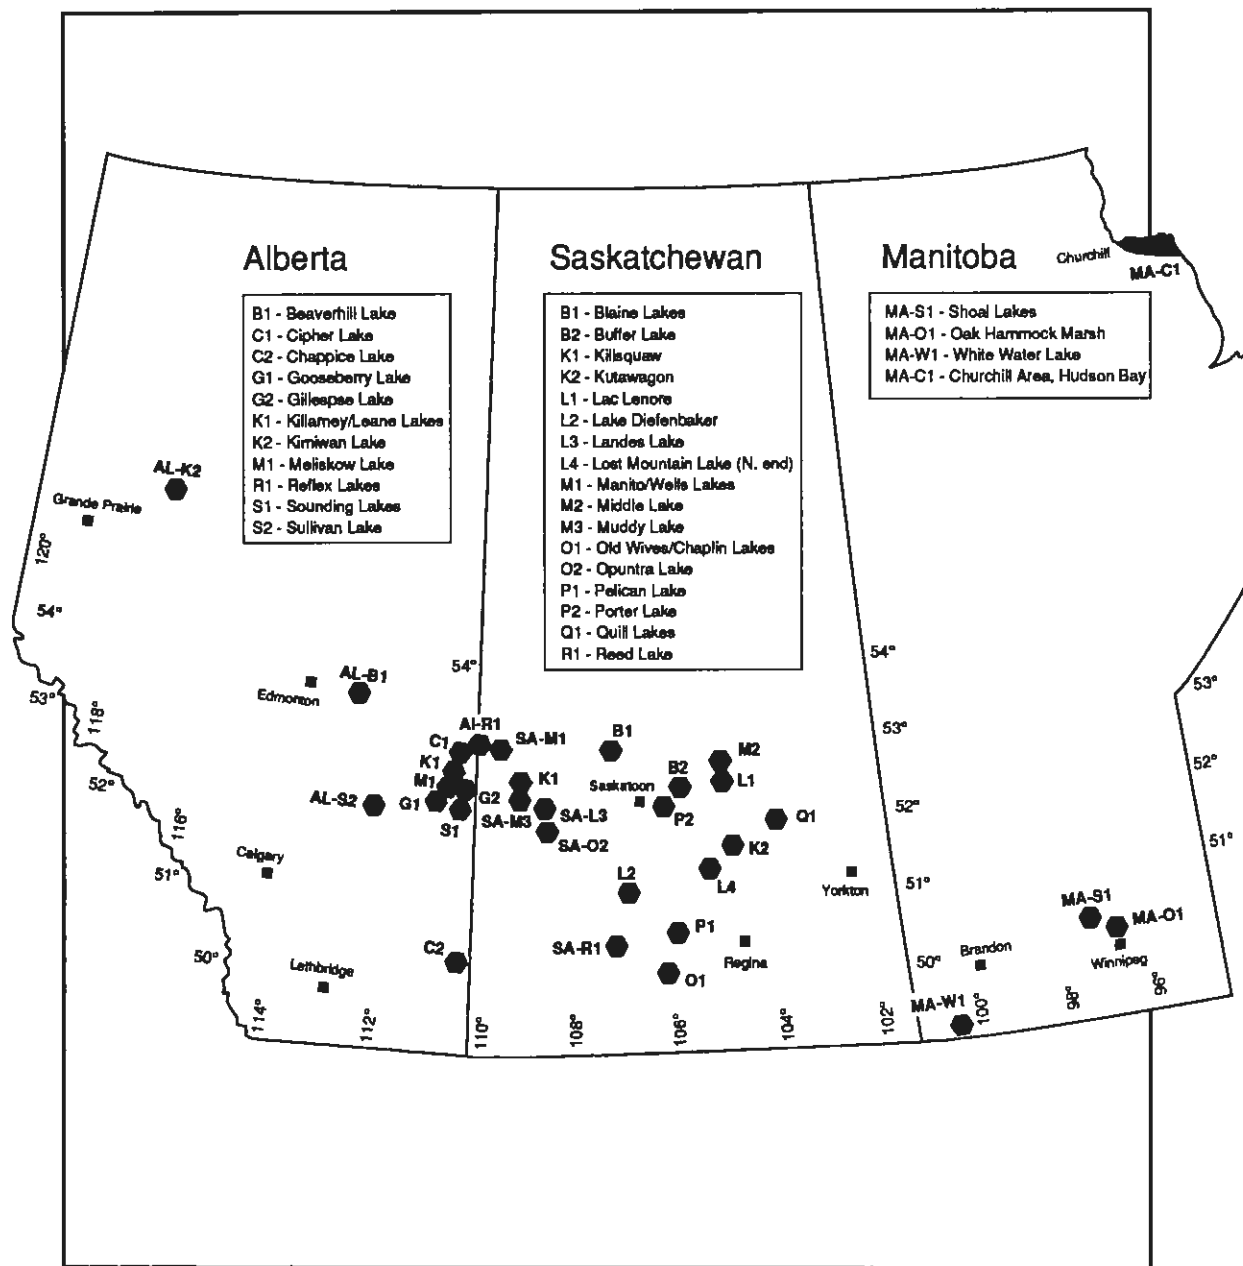 Alberta
B1 - Beaverhill Lake
C1 - Cipher Lake
C2 - Chappice Lake
G1 - Gooseberry Lake
G2 - Gillespse Lake
K1 - Killarney/Leane Lakes
K2 - Kimiwan Lake
M1 - Meliskow Lake
R1 - Reflex Lakes
S1 - Sounding Lakes
S2 - Sullivan Lake
Saskatchewan
B1 - Blaine Lakes
B2 - Buffer Lake
K1 - Killsquaw
K2 - Kutawagon
L1 - Lac Lenore
L2 - Lake Diefenbaker
L3 - Landes Lake
L4 - Lost Mountain Lake (N. end)
M1 - Manito/Wells Lakes
M2 - Middle Lake
M3 - Muddy Lake
O1 - Old Wives/Chaplin Lakes
O2 - Opuntra Lake
P1 - Pelican Lake
P2 - Porter Lake
Q1 - Quill Lakes
R1 - Reed Lake
Manitoba
MA-S1 - Shoal Lakes
MA-O1 - Oak Hammock Marsh
MA-W1 - White Water Lake
MA-C1 - Churchill Area, Hudson Bay
Churchill
MA-C1
AL-K2
Grande Prairie
120°
54°
53°
118°
52°
116°
51°
50°
114°
112°
110°
108°
106°
104°
102°
100°
98°
96°
54°
54°
53°
52°
51°
50°
53°
52°
51°
AL-B1
Edmonton
AI-R1
C1
SA-M1
K1
M1
G1
G2
S1
AL-S2
Calgary
C2
Lethbridge
B1
K1
SA-M3
SA-L3
SA-O2
Saskatoon
B2
P2
M2
L1
Q1
K2
L4
L2
P1
SA-R1
O1
Regina
Yorkton
MA-S1
MA-O1
Winnipeg
Brandon
MA-W1